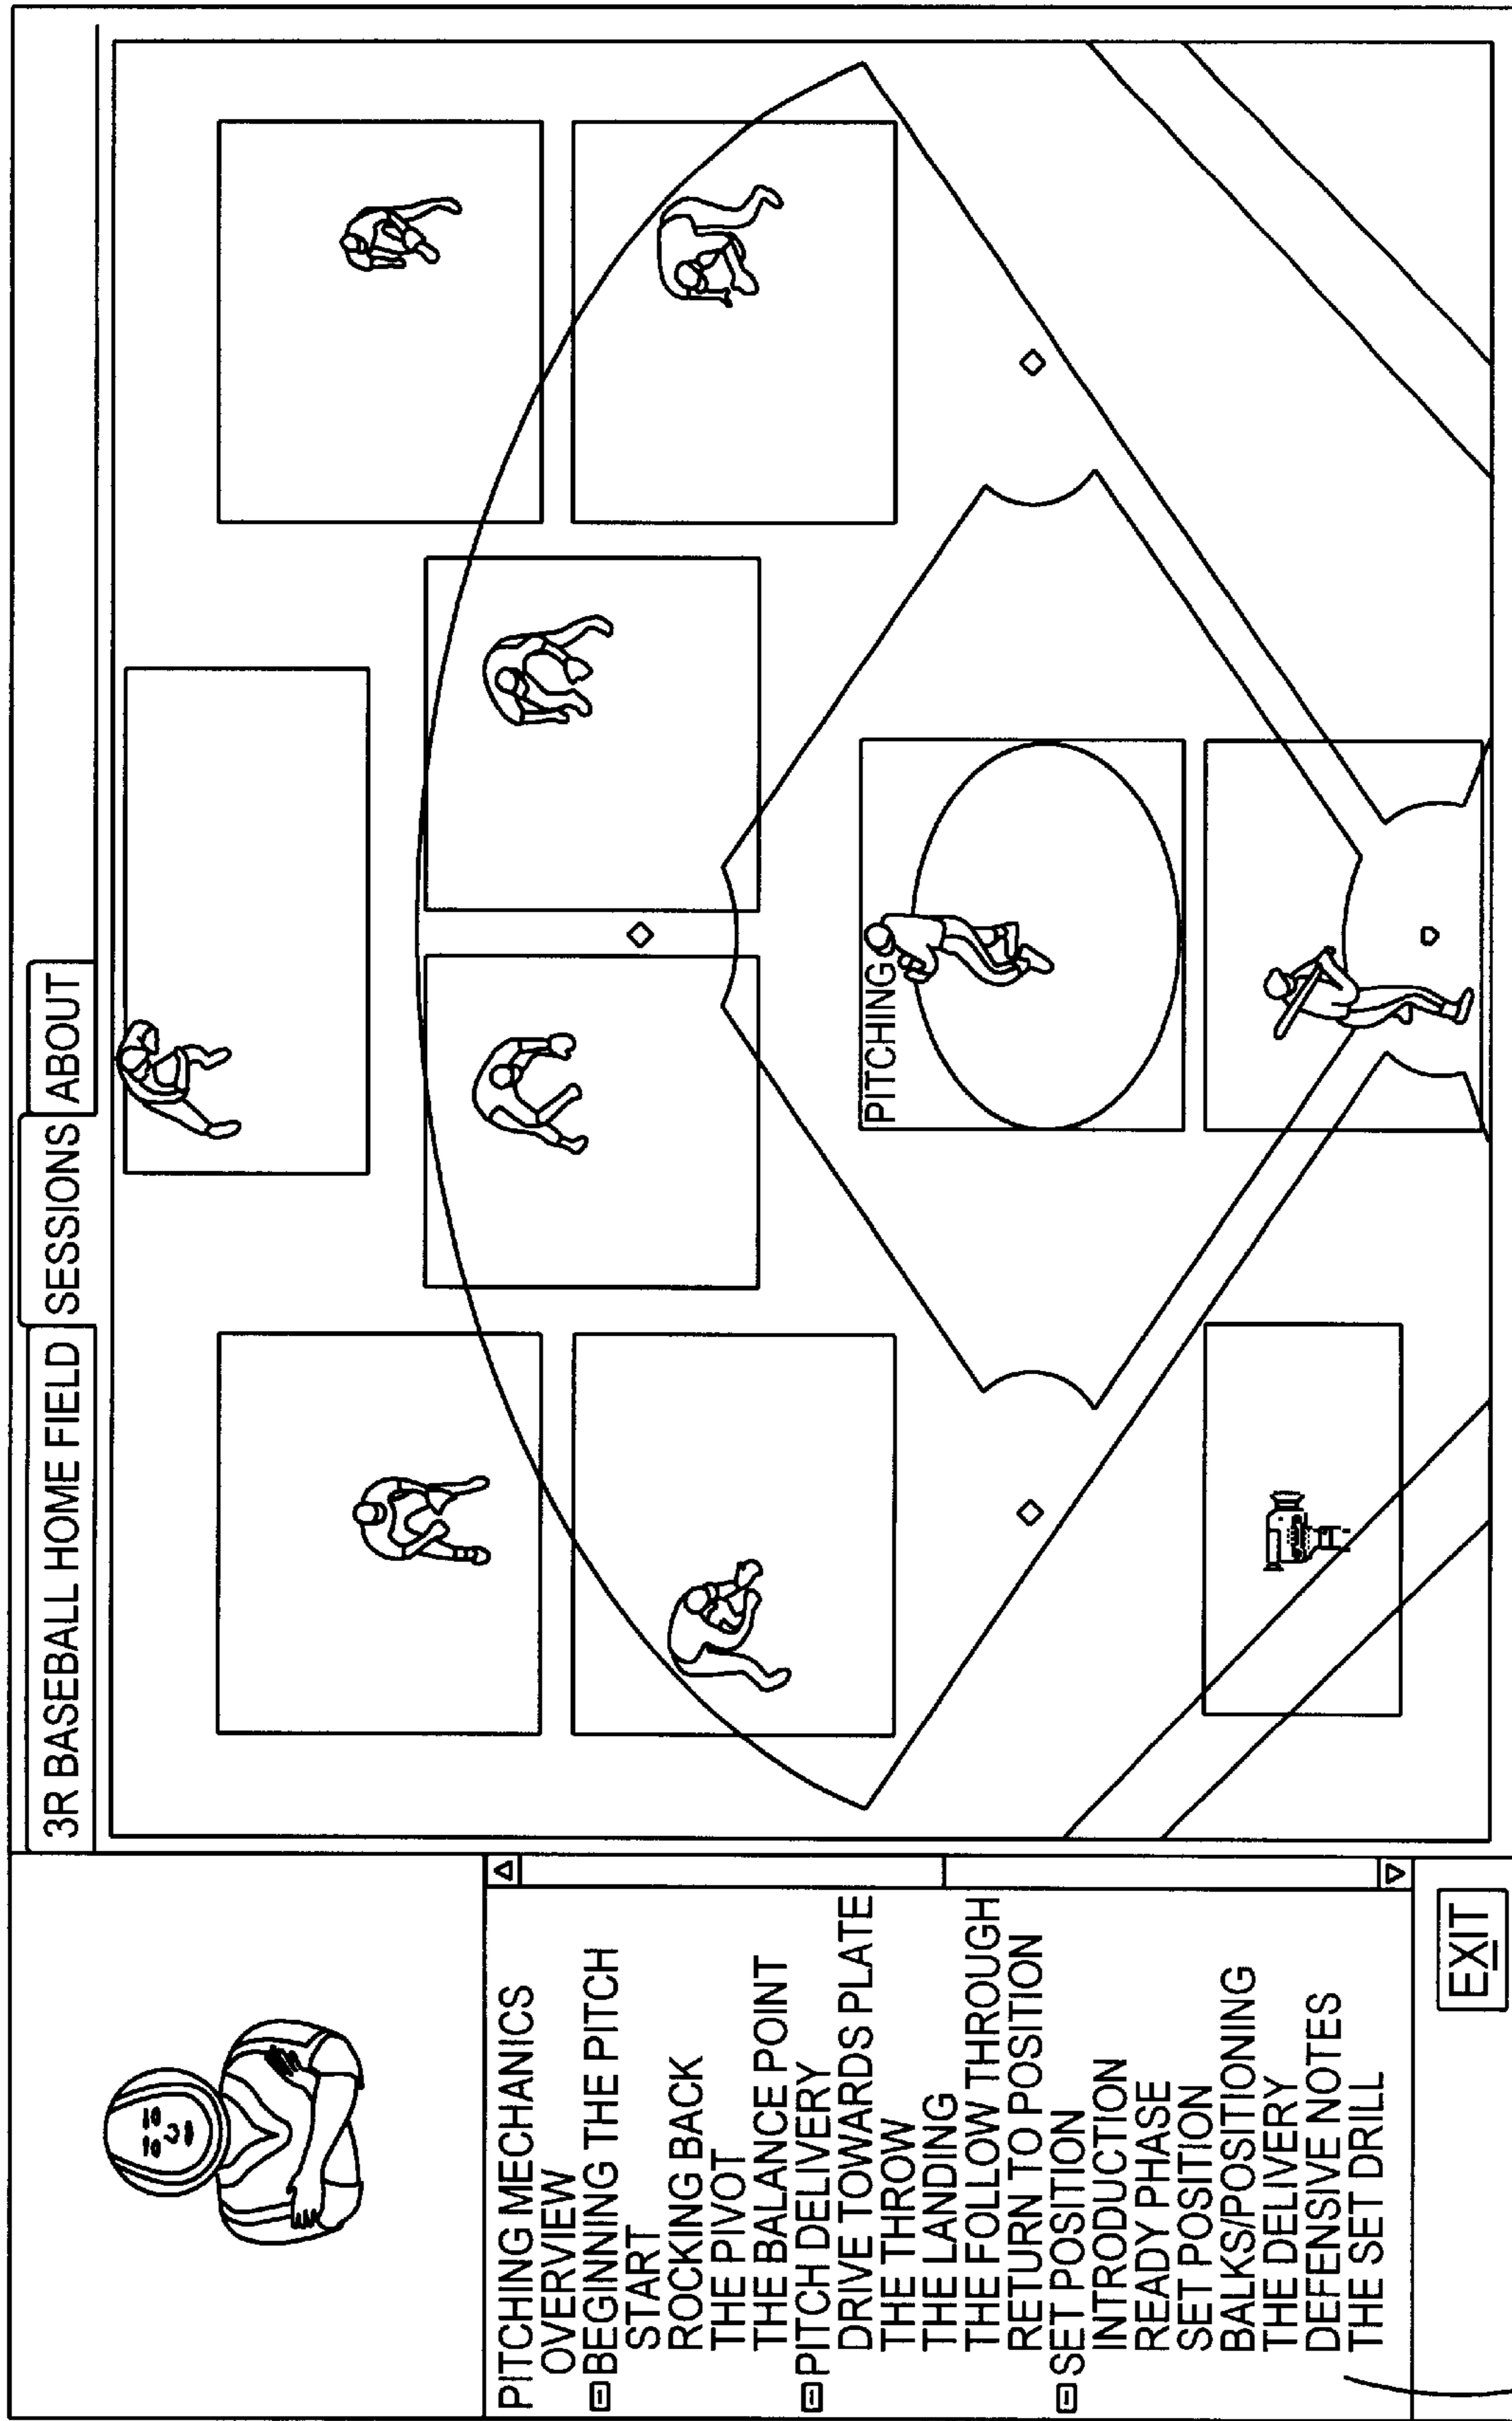 3R BASEBALL HOME FIELD
SESSIONS
ABOUT
PITCHING MECHANICS
OVERVIEW
BEGINNING THE PITCH
START
ROCKING BACK
THE PIVOT
THE BALANCE POINT
PITCH DELIVERY
DRIVE TOWARDS PLATE
THE THROW
THE LANDING
THE FOLLOW THROUGH
RETURN TO POSITION
SET POSITION
INTRODUCTION
READY PHASE
SET POSITION
BALKS/POSITIONING
THE DELIVERY
DEFENSIVE NOTES
THE SET DRILL
EXIT
PITCHING